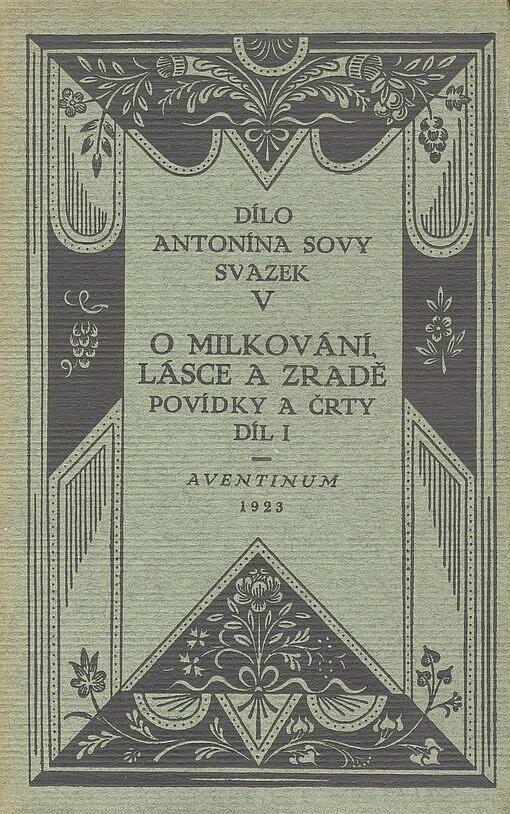 DÍLO
ANTONÍNA SOVY
SVAZEK
V
O MILKOVÁNÍ,
LÁSCE A ZRADĚ
POVÍDKY A ČRTY
DÍL I
AVENTINUM
1923